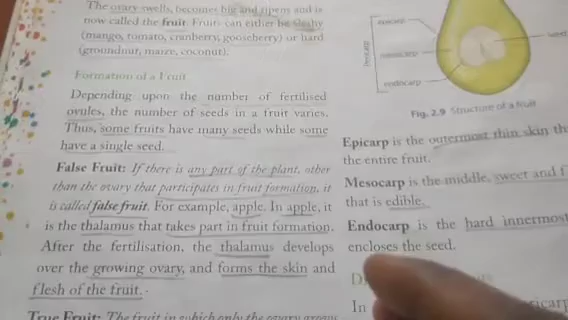 The ovary swells, becomes big and ripens and is
now called the fruit. Fruits can either be fleshy
(mango, tomato, cranberry, gooseberry) or hard
(groundnut, maize, coconut).
Formation of a Fruit
Depending upon the number of fertilised
ovules, the number of seeds in a fruit varies.
Thus, some fruits have many seeds while some
have a single seed.
False Fruit: If there is any part of the plant, other
than the ovary that participates in fruit formation, it
is called false fruit. For example, apple. In apple, it
is the thalamus that takes part in fruit formation.
After the fertilisation, the thalamus develops
over the growing ovary, and forms the skin and
flesh of the fruit.
True Fruit: The fruit in which only the ovary grows
Pericarp
epicarp
mesocarp
endocarp
seed
Fig. 2.9 Structure of a fruit
Epicarp is the outermost thin skin
the entire fruit.
Mesocarp is the middle, sweet and
that is edible.
Endocarp is the hard innermost
encloses the seed.
In